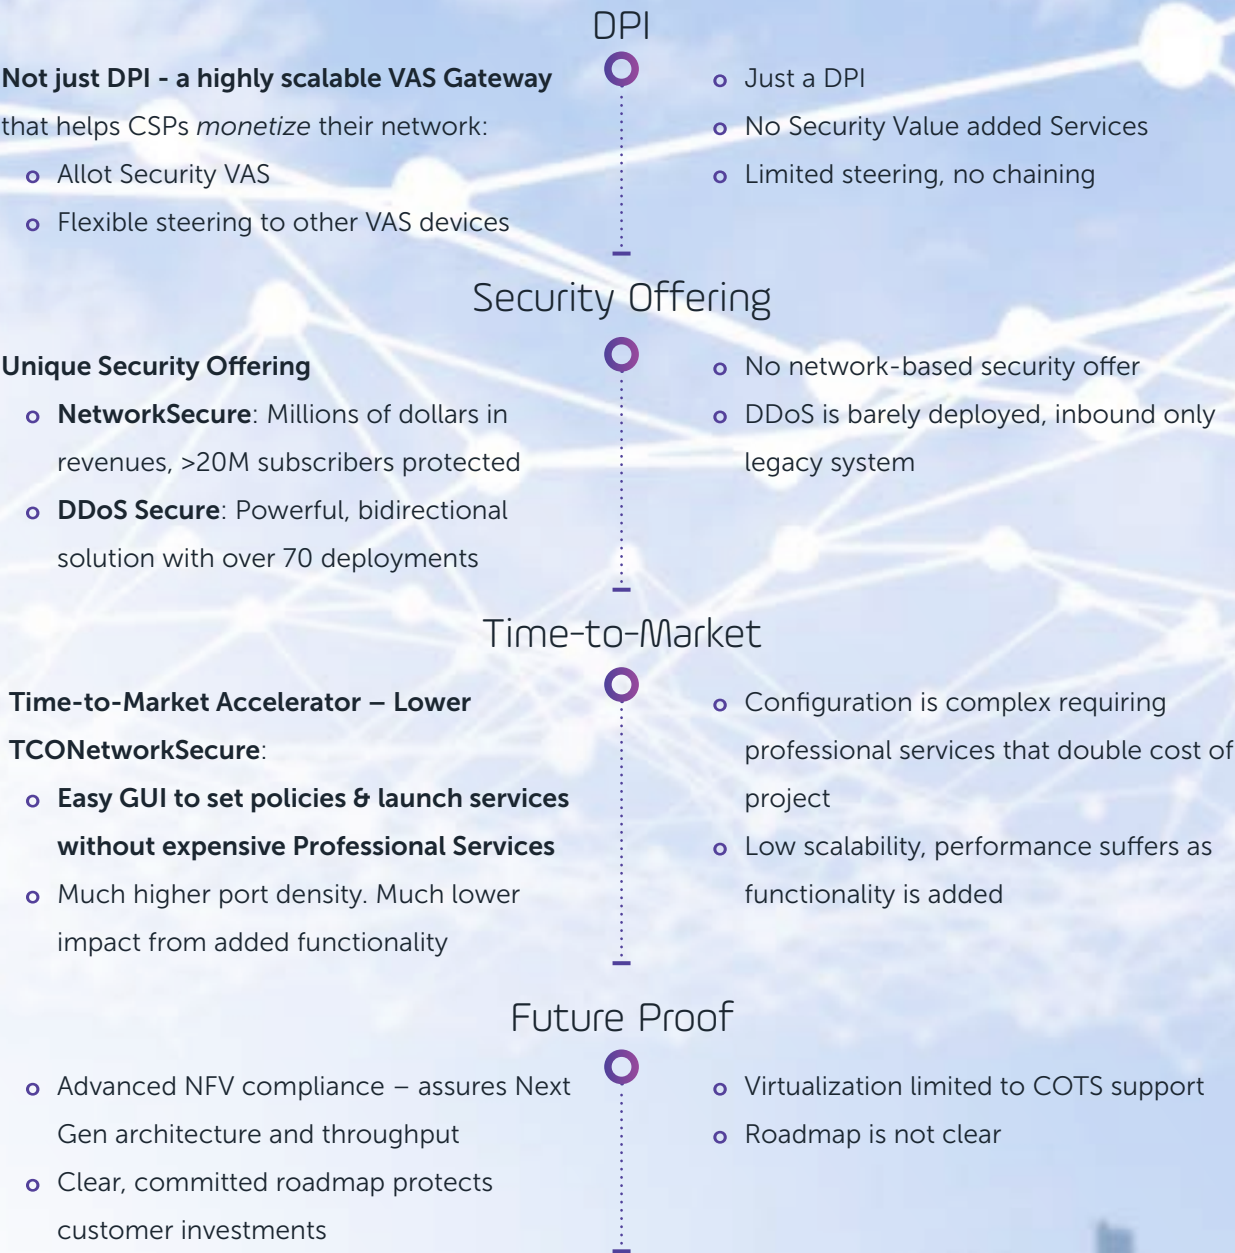 DPI
Not just DPI - a highly scalable VAS Gateway
that helps CSPs monetize their network:
o Allot Security VAS
o Flexible steering to other VAS devices
o Just a DPI
o No Security Value added Services
o Limited steering, no chaining
Security Offering
Unique Security Offering
o NetworkSecure: Millions of dollars in
revenues, >20M subscribers protected
o DDoS Secure: Powerful, bidirectional
solution with over 70 deployments
o No network-based security offer
o DDoS is barely deployed, inbound only
legacy system
Time-to-Market
Time-to-Market Accelerator – Lower
TCONetworkSecure:
o Easy GUI to set policies & launch services
without expensive Professional Services
o Much higher port density. Much lower
impact from added functionality
o Configuration is complex requiring
professional services that double cost of
project
o Low scalability, performance suffers as
functionality is added
Future Proof
o Advanced NFV compliance – assures Next
Gen architecture and throughput
o Clear, committed roadmap protects
customer investments
o Virtualization limited to COTS support
o Roadmap is not clear